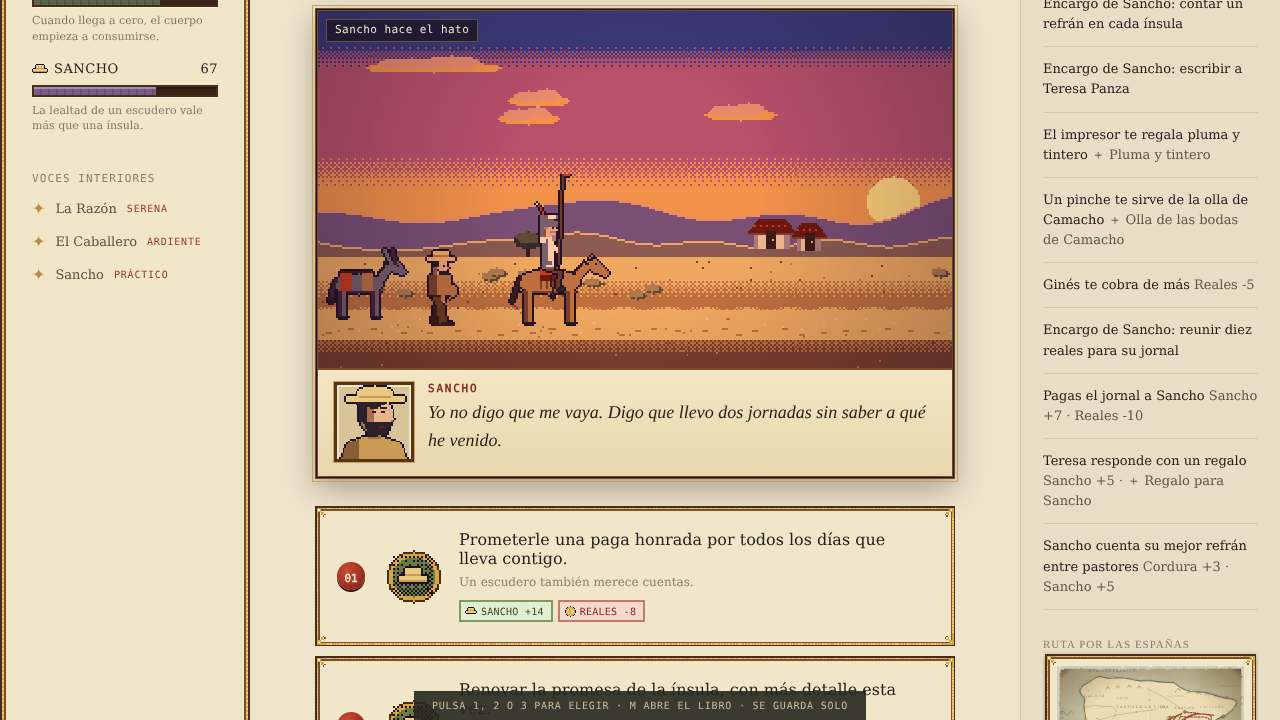 Cuando llega a cero, el cuerpo
empieza a consumirse.
SANCHO 67
La lealtad de un escudero vale
más que una ínsula.
VOCES INTERIORES
La Razón SERENA
El Caballero ARDIENTE
Sancho PRÁCTICO
Sancho hace el hato
SANCHO
Yo no digo que me vaya. Digo que llevo dos jornadas sin saber a qué
he venido.
01
Prometerle una paga honrada por todos los días que
lleva contigo.
Un escudero también merece cuentas.
SANCHO +14 REALES -8
Renovar la promesa de la ínsula, con más detalle esta
PULSA 1, 2 O 3 PARA ELEGIR · M ABRE EL LIBRO · SE GUARDA SOLO
Encargo de Sancho: contar un
refrán en cada ínsula
Encargo de Sancho: escribir a
Teresa Panza
El impresor te regala pluma y
tintero + Pluma y tintero
Un pinche te sirve de la olla de
Camacho + Olla de las bodas
de Camacho
Ginés te cobra de más Reales -5
Encargo de Sancho: reunir diez
reales para su jornal
Pagas el jornal a Sancho Sancho
+7 · Reales -10
Teresa responde con un regalo
Sancho +5 · + Regalo para
Sancho
Sancho cuenta su mejor refrán
entre pastores Cordura +3 ·
Sancho +5
RUTA POR LAS ESPAÑAS